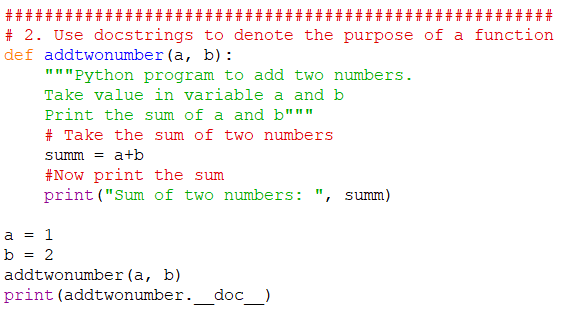 #######################################################
# 2. Use docstrings to denote the purpose of a function
def addtwonumber(a, b):
    """Python program to add two numbers.
    Take value in variable a and b
    Print the sum of a and b"""
    # Take the sum of two numbers
    summ = a+b
    #Now print the sum
    print("Sum of two numbers: ", summ)

a = 1
b = 2
addtwonumber(a, b)
print(addtwonumber.__doc__)